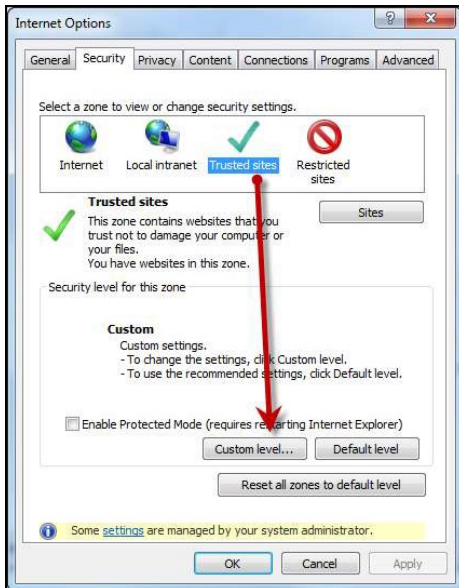 Internet Options
General Security Privacy Content Connections Programs Advanced
Select a zone to view or change security settings.
Internet Local intranet Trusted sites Restricted
sites
Trusted sites
Sites
This zone contains websites that you
trust not to damage your computer or
your files.
You have websites in this zone.
Security level for this zone
Custom
Custom settings.
- To change the settings, click Custom level.
- To use the recommended settings, click Default level.
Enable Protected Mode (requires restarting Internet Explorer)
Custom level... Default level
Reset all zones to default level
Some settings are managed by your system administrator.
OK Cancel Apply